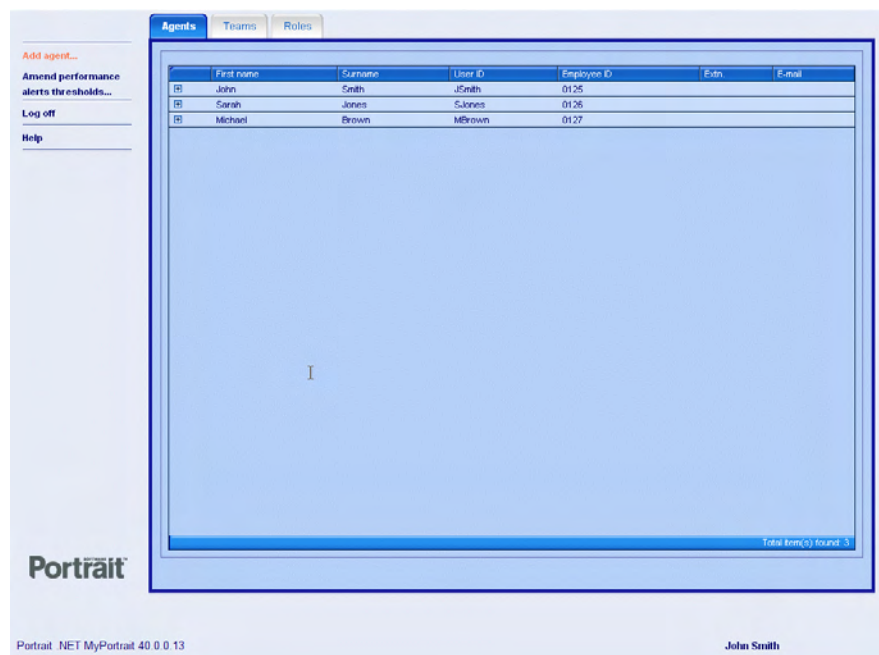 Agents Teams Roles
Add agent...
Amend performance
alerts thresholds...
Log off
Help
First name Surname User ID Employee ID Extn. E-mail
John Smith JSmith 0125
Sarah Jones SJones 0126
Michael Brown MBrown 0127
Total item(s) found: 3
Portrait
Portrait .NET MyPortrait 40.0.0.13
John Smith